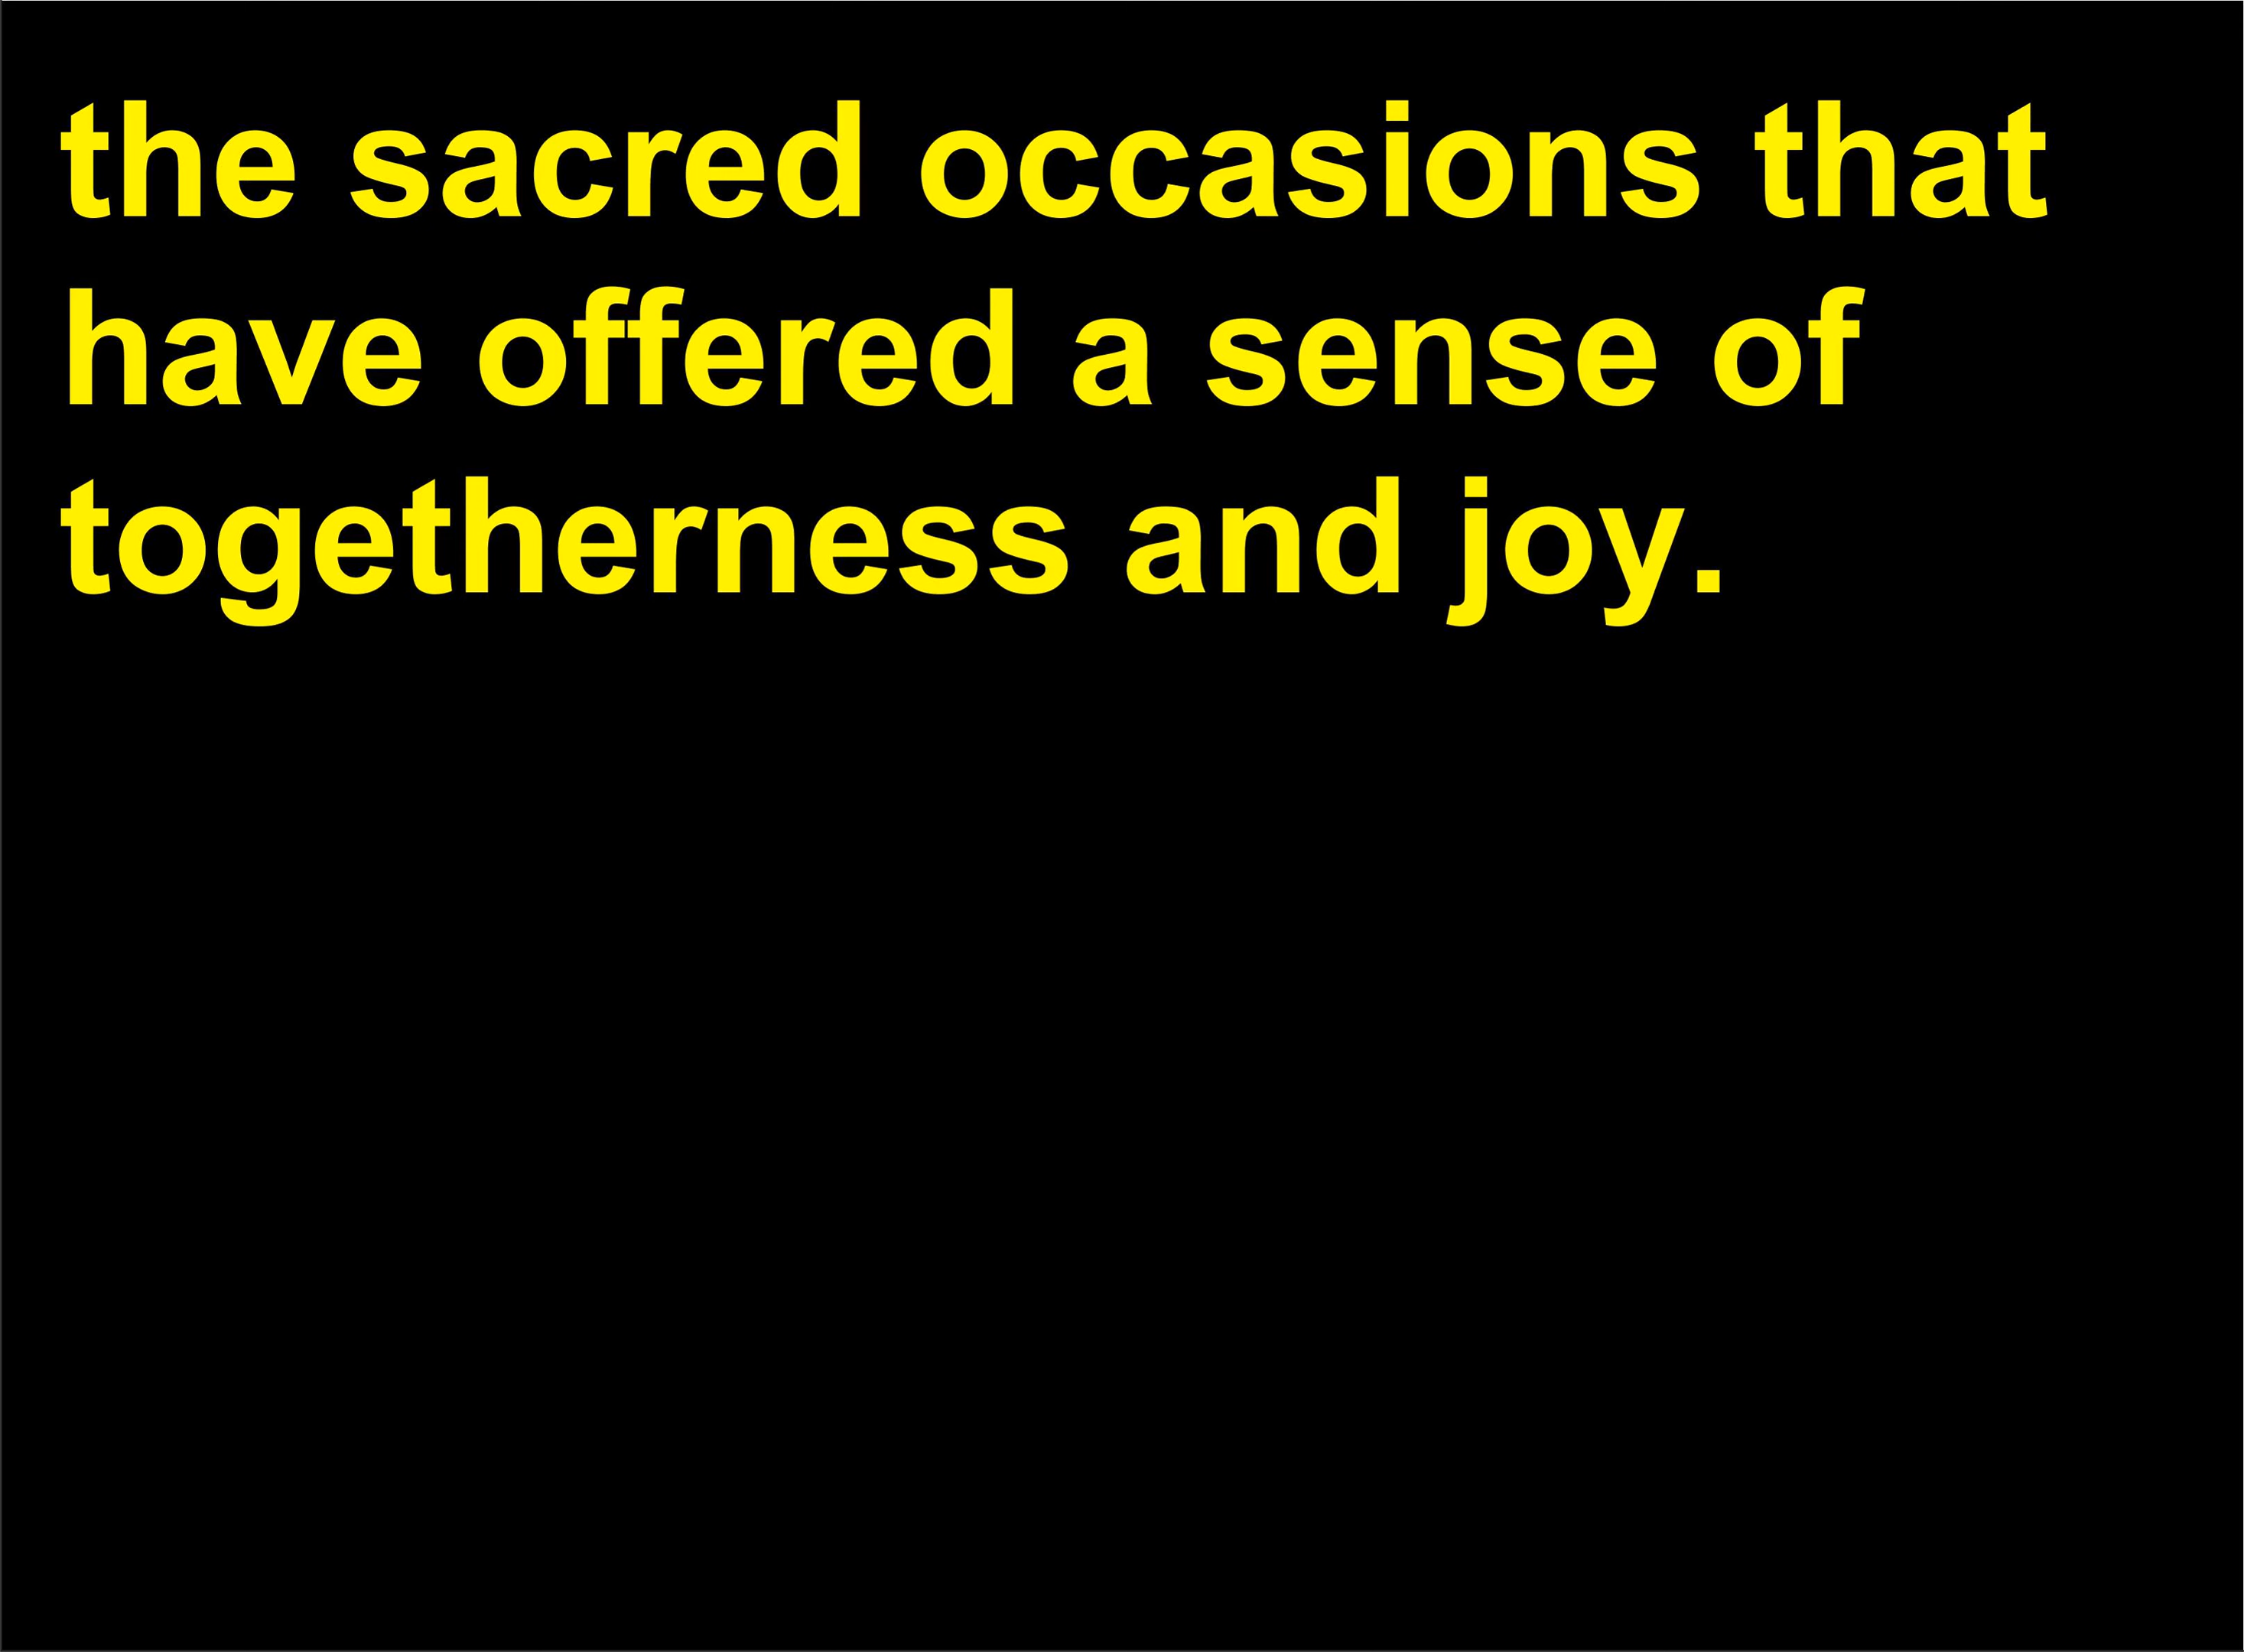 the sacred occasions that
have offered a sense of
togetherness and joy.